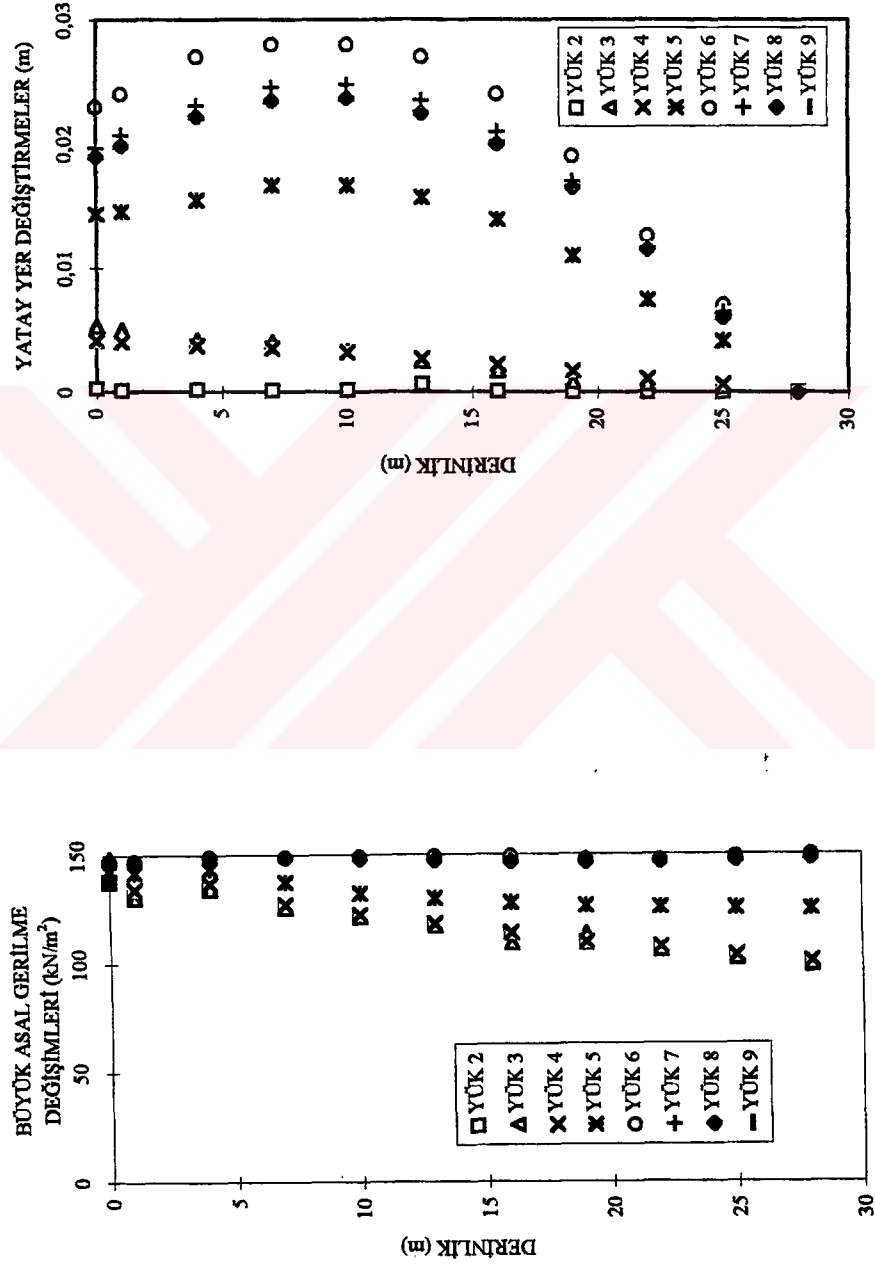 YATAY YER DEĞİŞTİRMELER (m)
0
0,01
0,02
0,03
0
5
10
15
20
25
30
DERİNLİK (m)
YÜK 2
YÜK 3
YÜK 4
YÜK 5
YÜK 6
YÜK 7
YÜK 8
YÜK 9
BÜYÜK ASAL GERİLME
DEĞİŞİMLERİ (kN/m²)
0
50
100
150
0
5
10
15
20
25
30
DERİNLİK (m)
YÜK 2
YÜK 3
YÜK 4
YÜK 5
YÜK 6
YÜK 7
YÜK 8
YÜK 9